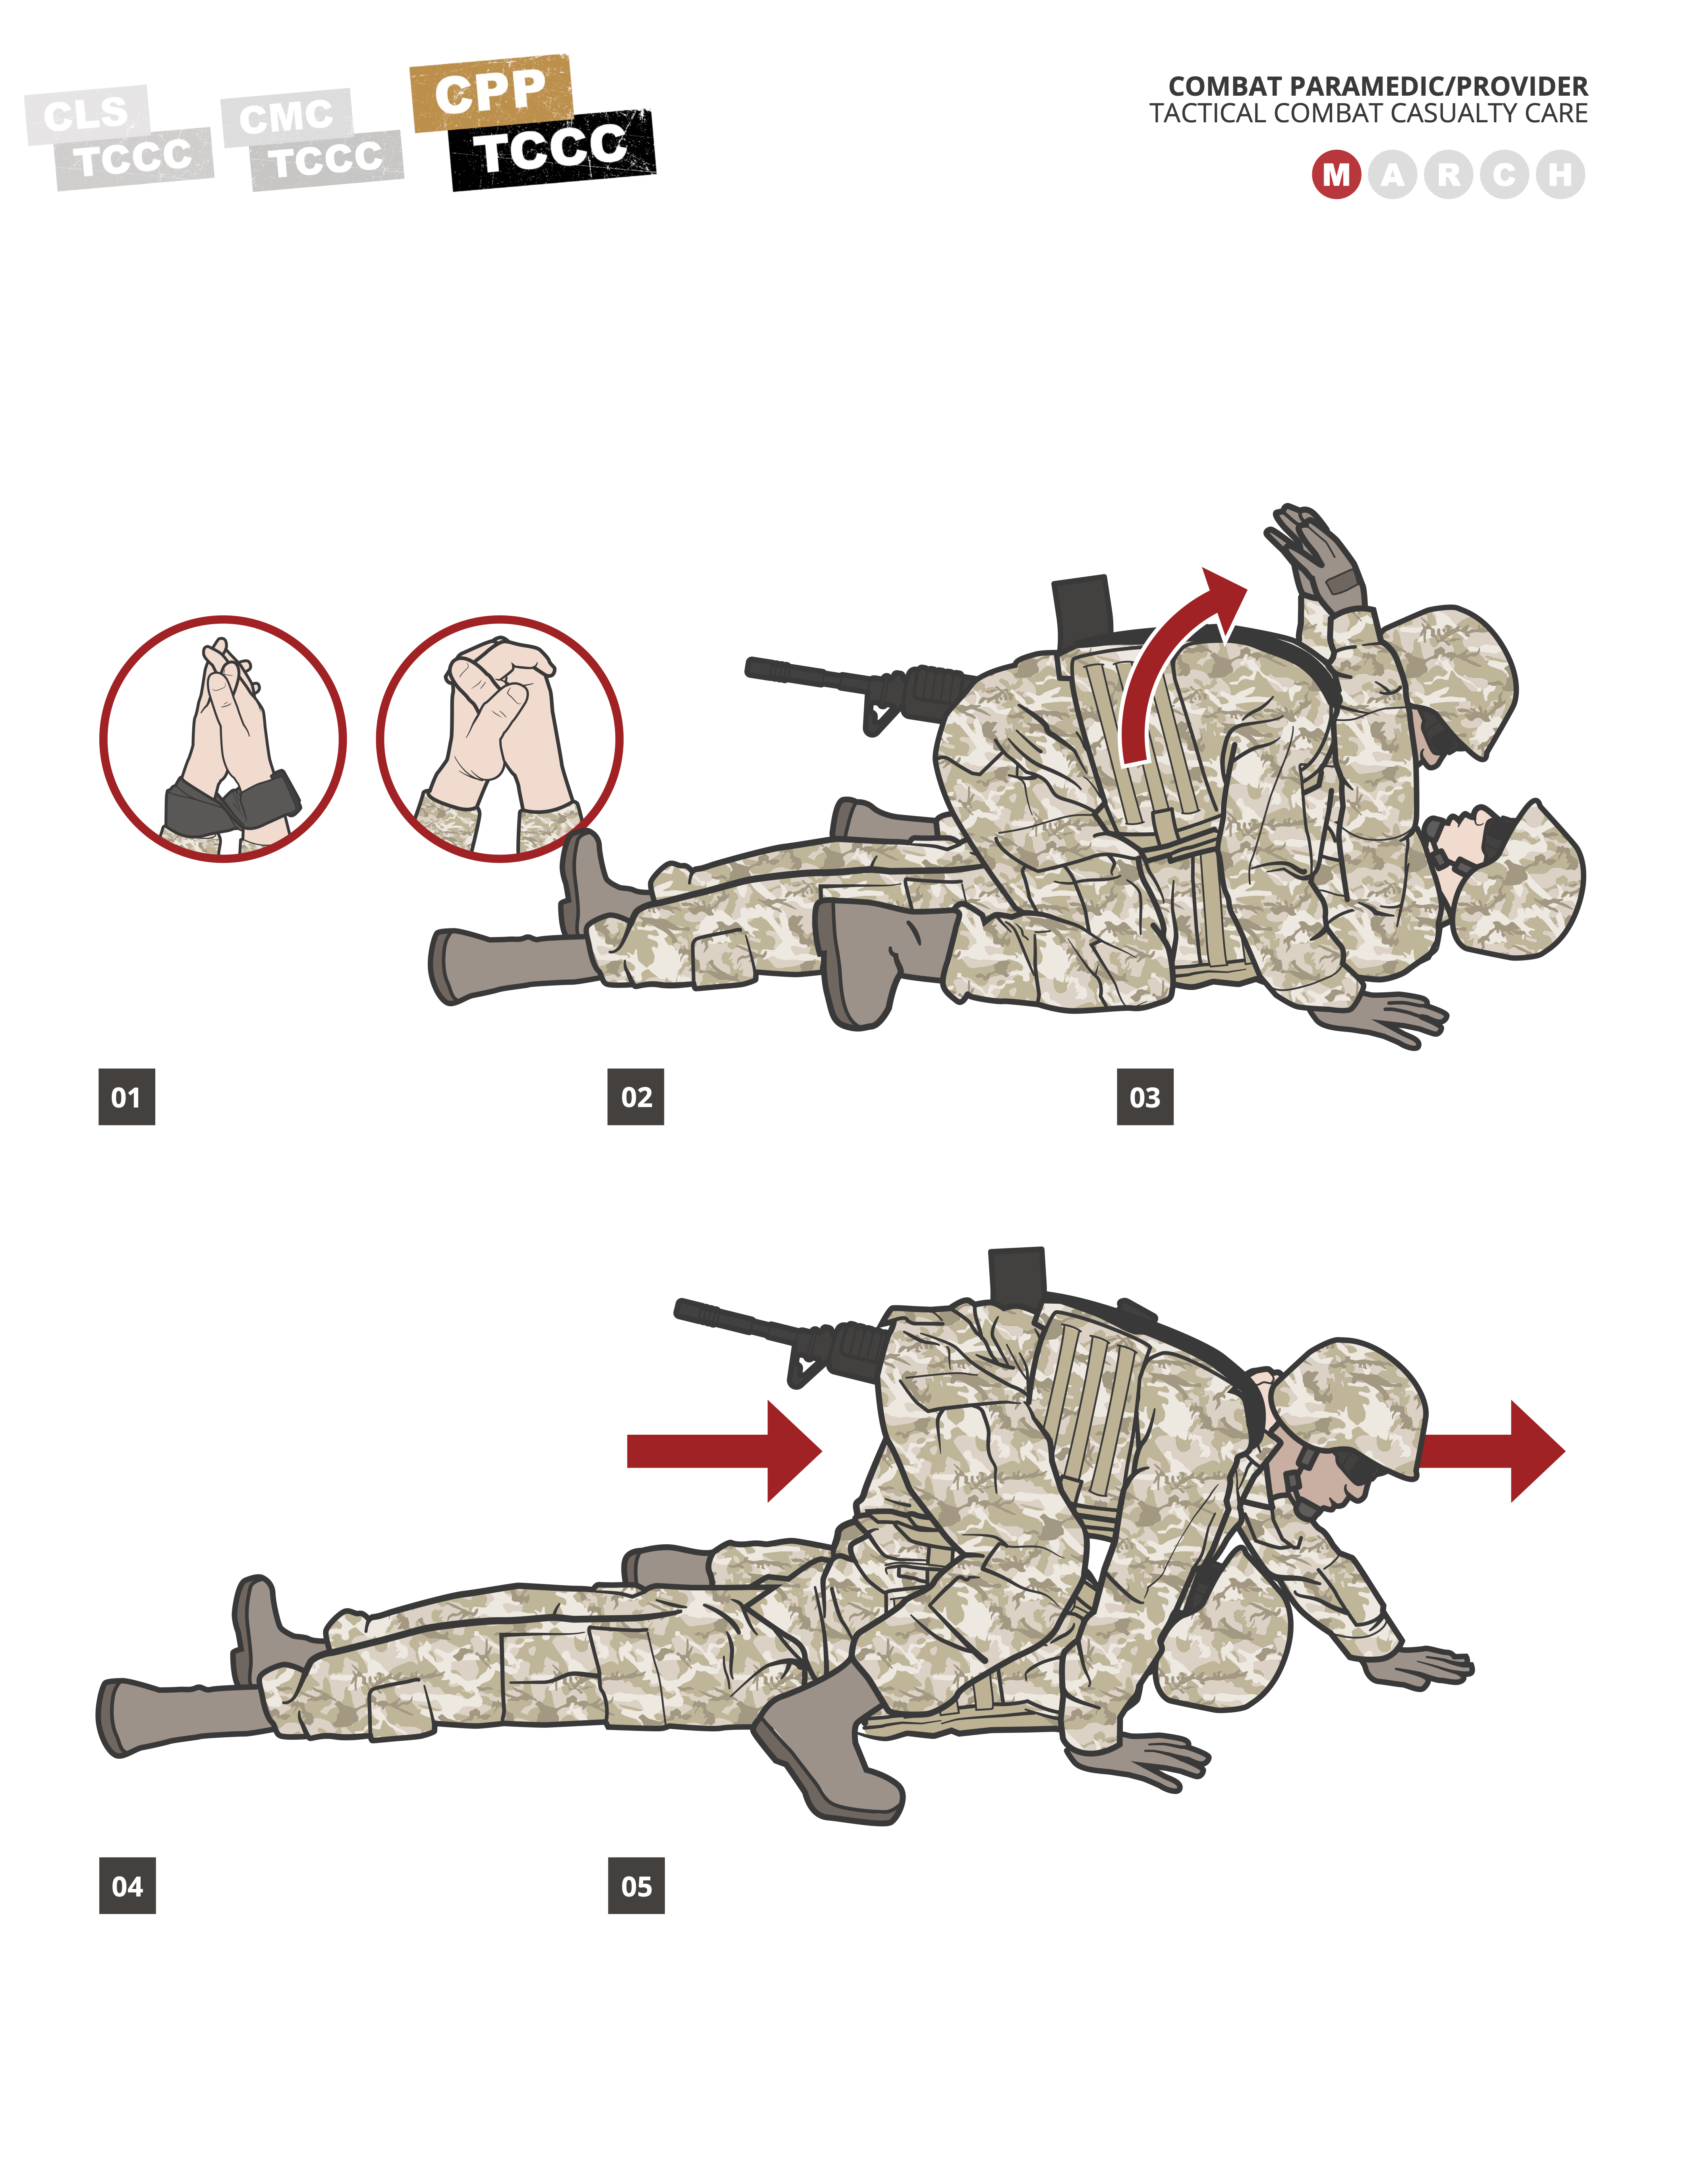 CLS
TCCC
CMC
TCCC
CPP
TCCC
COMBAT PARAMEDIC/PROVIDER
TACTICAL COMBAT CASUALTY CARE
M A R C H
01
02
03
04
05